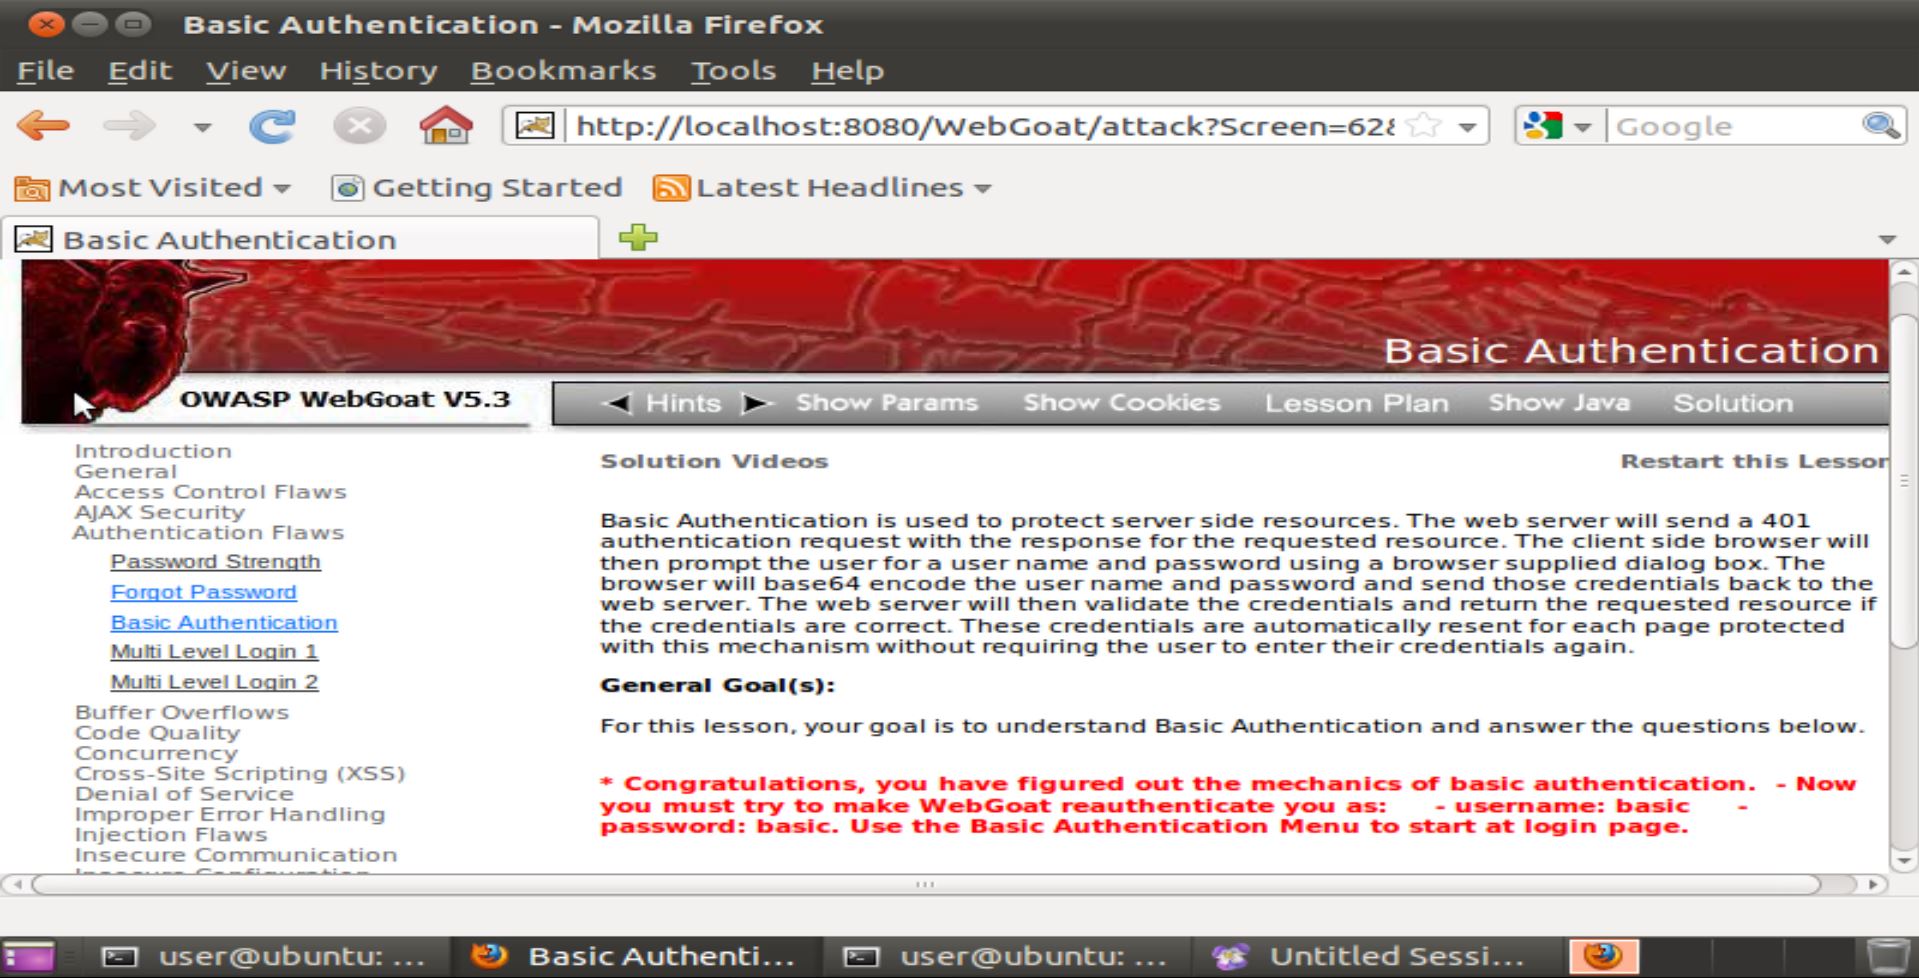 Basic Authentication - Mozilla Firefox
File Edit View History Bookmarks Tools Help
http://localhost:8080/WebGoat/attack?Screen=62&
Google
Most Visited Getting Started Latest Headlines
Basic Authentication
Basic Authentication
OWASP WebGoat V5.3
Hints Show Params Show Cookies Lesson Plan Show Java Solution
Introduction
General
Access Control Flaws
AJAX Security
Authentication Flaws
Password Strength
Forgot Password
Basic Authentication
Multi Level Login 1
Multi Level Login 2
Buffer Overflows
Code Quality
Concurrency
Cross-Site Scripting (XSS)
Denial of Service
Improper Error Handling
Injection Flaws
Insecure Communication
Insecure Configuration
Solution Videos
Restart this Lesson
Basic Authentication is used to protect server side resources. The web server will send a 401
authentication request with the response for the requested resource. The client side browser will
then prompt the user for a user name and password using a browser supplied dialog box. The
browser will base64 encode the user name and password and send those credentials back to the
web server. The web server will then validate the credentials and return the requested resource if
the credentials are correct. These credentials are automatically resent for each page protected
with this mechanism without requiring the user to enter their credentials again.
General Goal(s):
For this lesson, your goal is to understand Basic Authentication and answer the questions below.
* Congratulations, you have figured out the mechanics of basic authentication. - Now
you must try to make WebGoat reauthenticate you as: - username: basic -
password: basic. Use the Basic Authentication Menu to start at login page.
user@ubuntu: ...
Basic Authenti...
user@ubuntu: ...
Untitled Sessi...